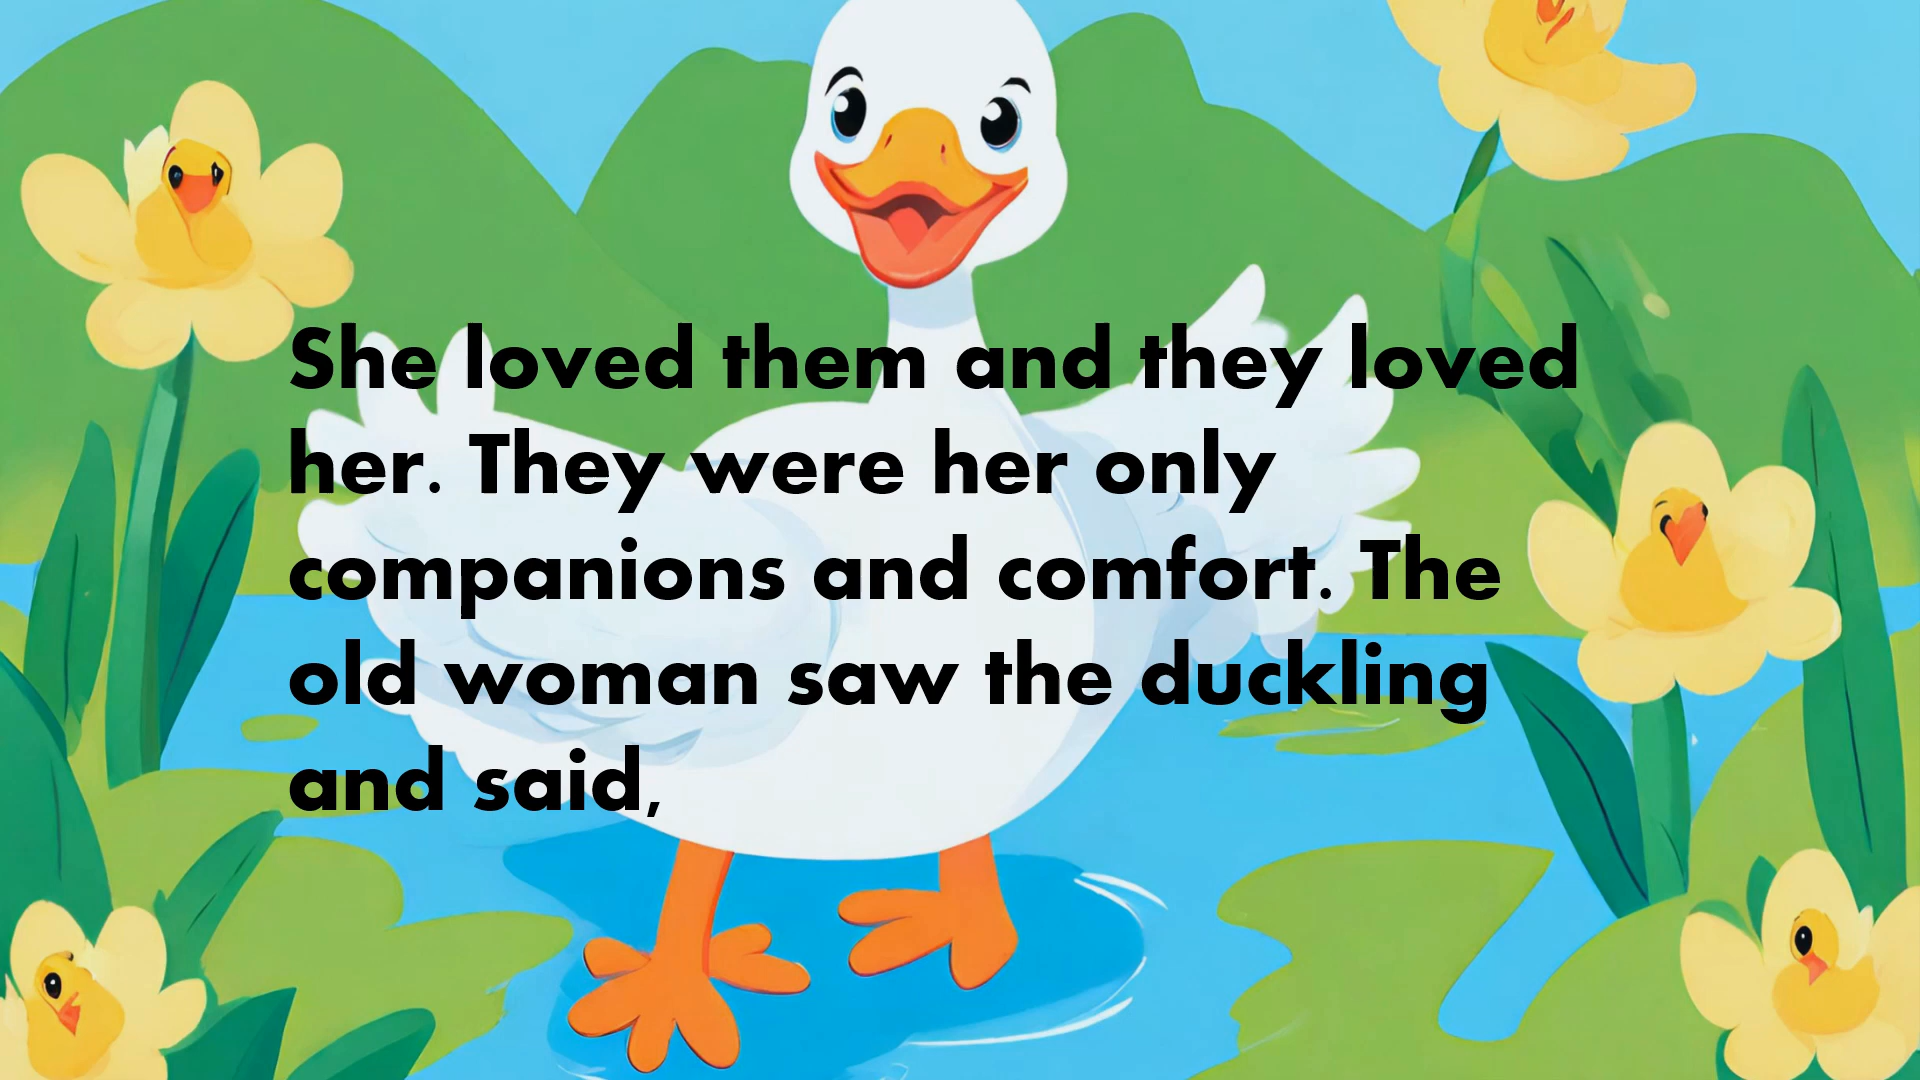 She loved them and they loved
her. They were her only
companions and comfort. The
old woman saw the duckling
and said,